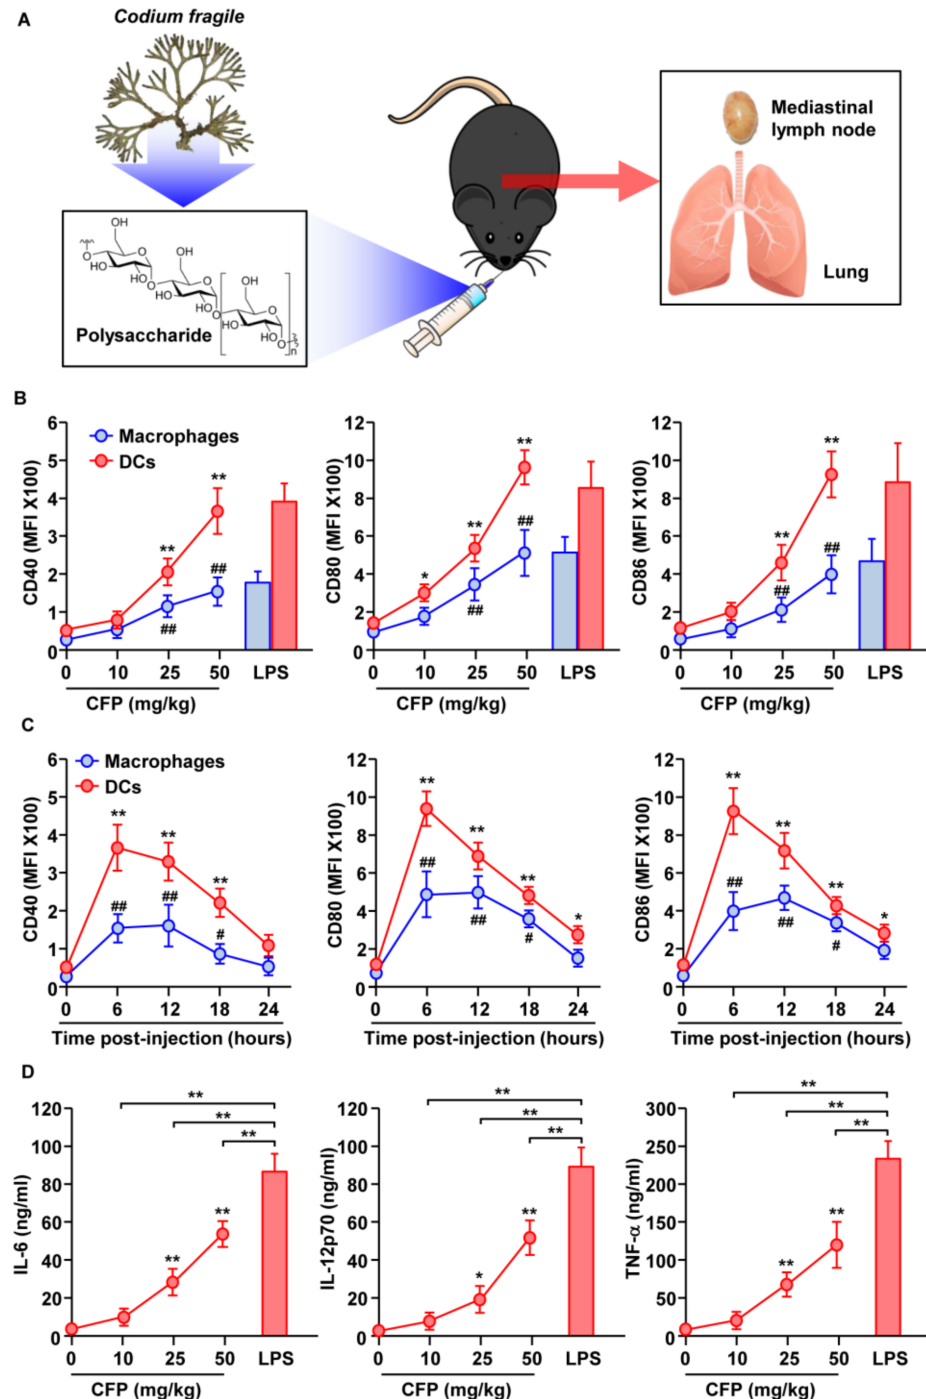 A
Codium fragile
Mediastinal
lymph node
Lung
OH
OH
OH
O
HO
HO
O
HO
HO
O
HO
HO
O
n
Polysaccharide
B
Macrophages
DCs
CD40 (MFI X100)
6
5
4
3
2
1
0
** ** ## ##
0 10 25 50 LPS
CFP (mg/kg)
CD80 (MFI X100)
12
10
8
6
4
2
0
* ** ** ## ##
0 10 25 50 LPS
CFP (mg/kg)
CD86 (MFI X100)
12
10
8
6
4
2
0
** ** ## ##
0 10 25 50 LPS
CFP (mg/kg)
C
Macrophages
DCs
CD40 (MFI X100)
6
5
4
3
2
1
0
** ** ** ## ## #
0 6 12 18 24
Time post-injection (hours)
CD80 (MFI X100)
12
10
8
6
4
2
0
** ** ** * ## ## #
0 6 12 18 24
Time post-injection (hours)
CD86 (MFI X100)
12
10
8
6
4
2
0
** ** ** * ## ## #
0 6 12 18 24
Time post-injection (hours)
D
IL-6 (ng/ml)
120
100
80
60
40
20
0
** ** ** ** **
0 10 25 50 LPS
CFP (mg/kg)
IL-12p70 (ng/ml)
120
100
80
60
40
20
0
** ** ** * **
0 10 25 50 LPS
CFP (mg/kg)
TNF-α (ng/ml)
300
250
200
150
100
50
0
** ** ** ** **
0 10 25 50 LPS
CFP (mg/kg)